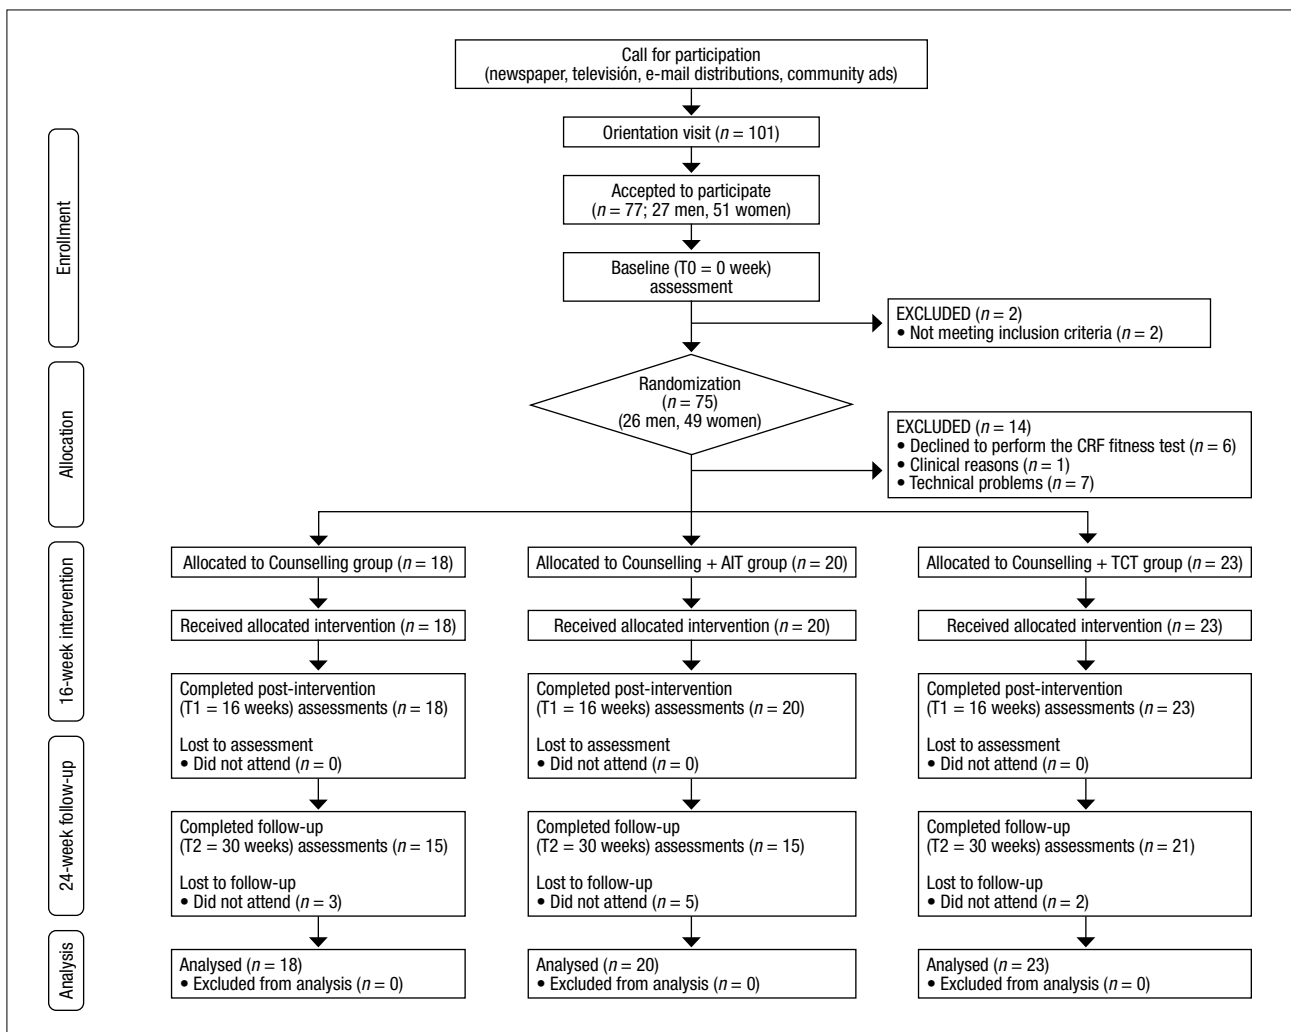 Call for participation
(newspaper, televisión, e-mail distributions, community ads)
Orientation visit (n = 101)
Accepted to participate
(n = 77; 27 men, 51 women)
Baseline (T0 = 0 week)
assessment
EXCLUDED (n = 2)
• Not meeting inclusion criteria (n = 2)
Enrollment
Randomization
(n = 75)
(26 men, 49 women)
EXCLUDED (n = 14)
• Declined to perform the CRF fitness test (n = 6)
• Clinical reasons (n = 1)
• Technical problems (n = 7)
Allocation
Allocated to Counselling group (n = 18)
Allocated to Counselling + AIT group (n = 20)
Allocated to Counselling + TCT group (n = 23)
16-week intervention
Received allocated intervention (n = 18)
Received allocated intervention (n = 20)
Received allocated intervention (n = 23)
Completed post-intervention
(T1 = 16 weeks) assessments (n = 18)
Lost to assessment
• Did not attend (n = 0)
Completed post-intervention
(T1 = 16 weeks) assessments (n = 20)
Lost to assessment
• Did not attend (n = 0)
Completed post-intervention
(T1 = 16 weeks) assessments (n = 23)
Lost to assessment
• Did not attend (n = 0)
24-week follow-up
Completed follow-up
(T2 = 30 weeks) assessments (n = 15)
Lost to follow-up
• Did not attend (n = 3)
Completed follow-up
(T2 = 30 weeks) assessments (n = 15)
Lost to follow-up
• Did not attend (n = 5)
Completed follow-up
(T2 = 30 weeks) assessments (n = 21)
Lost to follow-up
• Did not attend (n = 2)
Analysis
Analysed (n = 18)
• Excluded from analysis (n = 0)
Analysed (n = 20)
• Excluded from analysis (n = 0)
Analysed (n = 23)
• Excluded from analysis (n = 0)